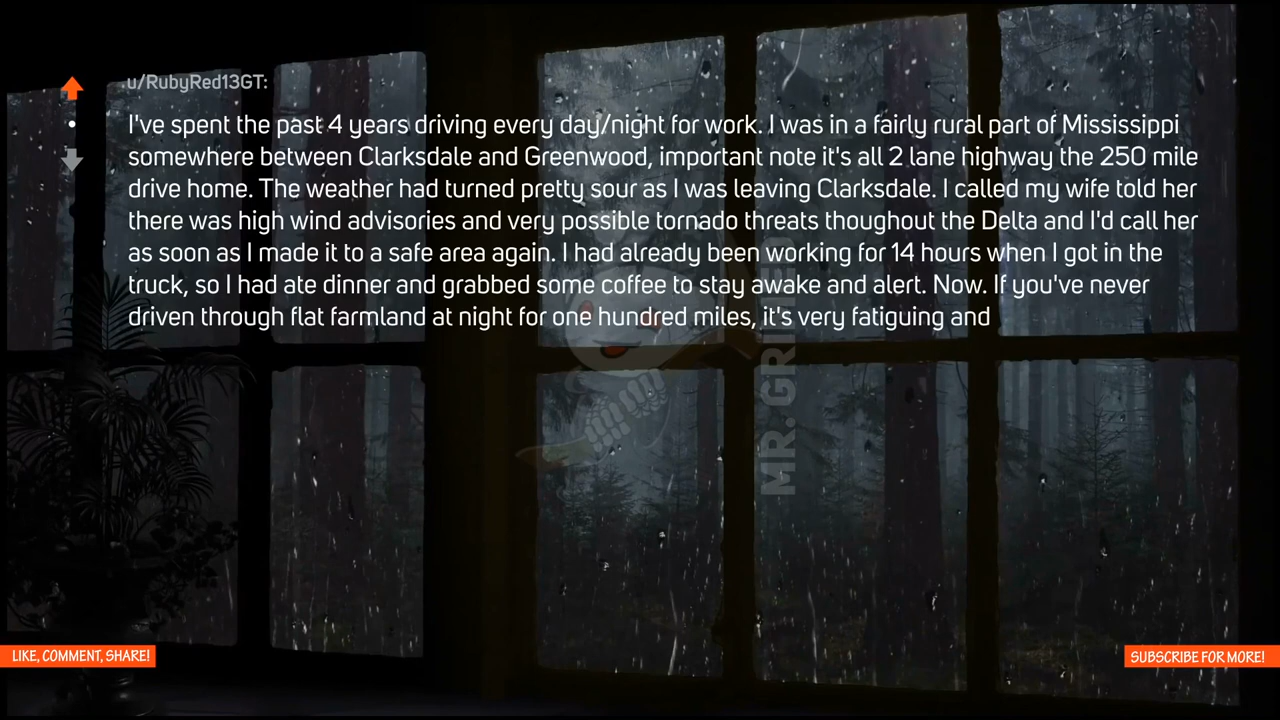 u/RubyRed13GT:
I've spent the past 4 years driving every day/night for work. I was in a fairly rural part of Mississippi
somewhere between Clarksdale and Greenwood, important note it's all 2 lane highway the 250 mile
drive home. The weather had turned pretty sour as I was leaving Clarksdale. I called my wife told her
there was high wind advisories and very possible tornado threats thoughout the Delta and I'd call her
as soon as I made it to a safe area again. I had already been working for 14 hours when I got in the
truck, so I had ate dinner and grabbed some coffee to stay awake and alert. Now. If you've never
driven through flat farmland at night for one hundred miles, it's very fatiguing and
MR. GRIMER
LIKE, COMMENT, SHARE!
SUBSCRIBE FOR MORE!